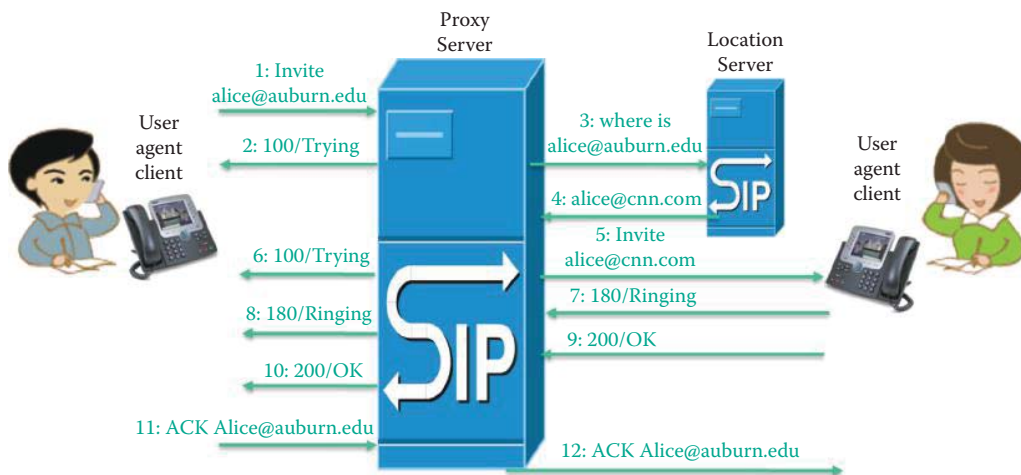 Proxy
Server
Location
Server
1: Invite
alice@auburn.edu
User
agent
client
2: 100/Trying
3: where is
alice@auburn.edu
User
agent
client
SIP
4: alice@cnn.com
5: Invite
alice@cnn.com
6: 100/Trying
7: 180/Ringing
8: 180/Ringing
SIP
9: 200/OK
10: 200/OK
11: ACK Alice@auburn.edu
12: ACK Alice@auburn.edu